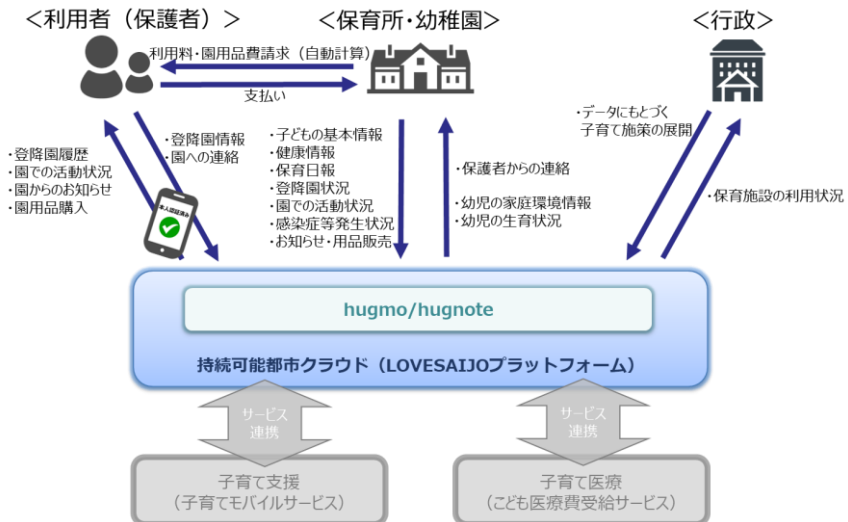 <利用者（保護者）>
<保育所・幼稚園>
<行政>
利用料・園用品費請求（自動計算）
支払い
・登降園履歴
・園での活動状況
・園からのお知らせ
・園用品購入
・登降園情報
・園への連絡
本人認証済み
・子どもの基本情報
・健康情報
・保育日報
・登降園状況
・園での活動状況
・感染症等発生状況
・お知らせ・用品販売
・保護者からの連絡
・幼児の家庭環境情報
・幼児の生育状況
・データにもとづく
子育て施策の展開
・保育施設の利用状況
hugmo/hugnote
持続可能都市クラウド（LOVESAIJOプラットフォーム）
サービス
連携
サービス
連携
子育て支援
（子育てモバイルサービス）
子育て医療
（こども医療費受給サービス）